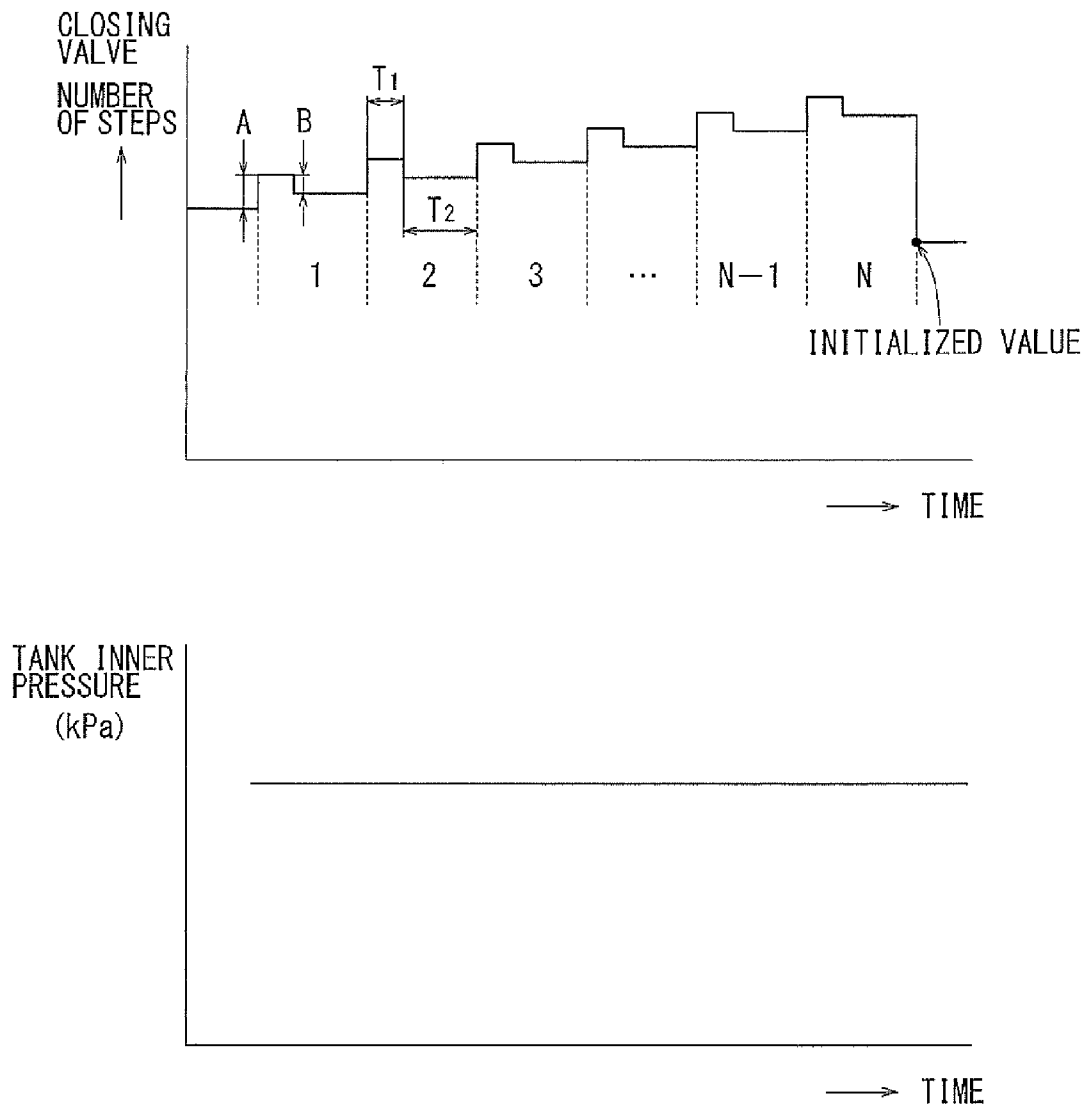 CLOSING
VALVE
NUMBER
OF STEPS
A
B
T1
T2
1
2
3
...
N-1
N
INITIALIZED VALUE
TIME
TANK INNER
PRESSURE
(kPa)
TIME